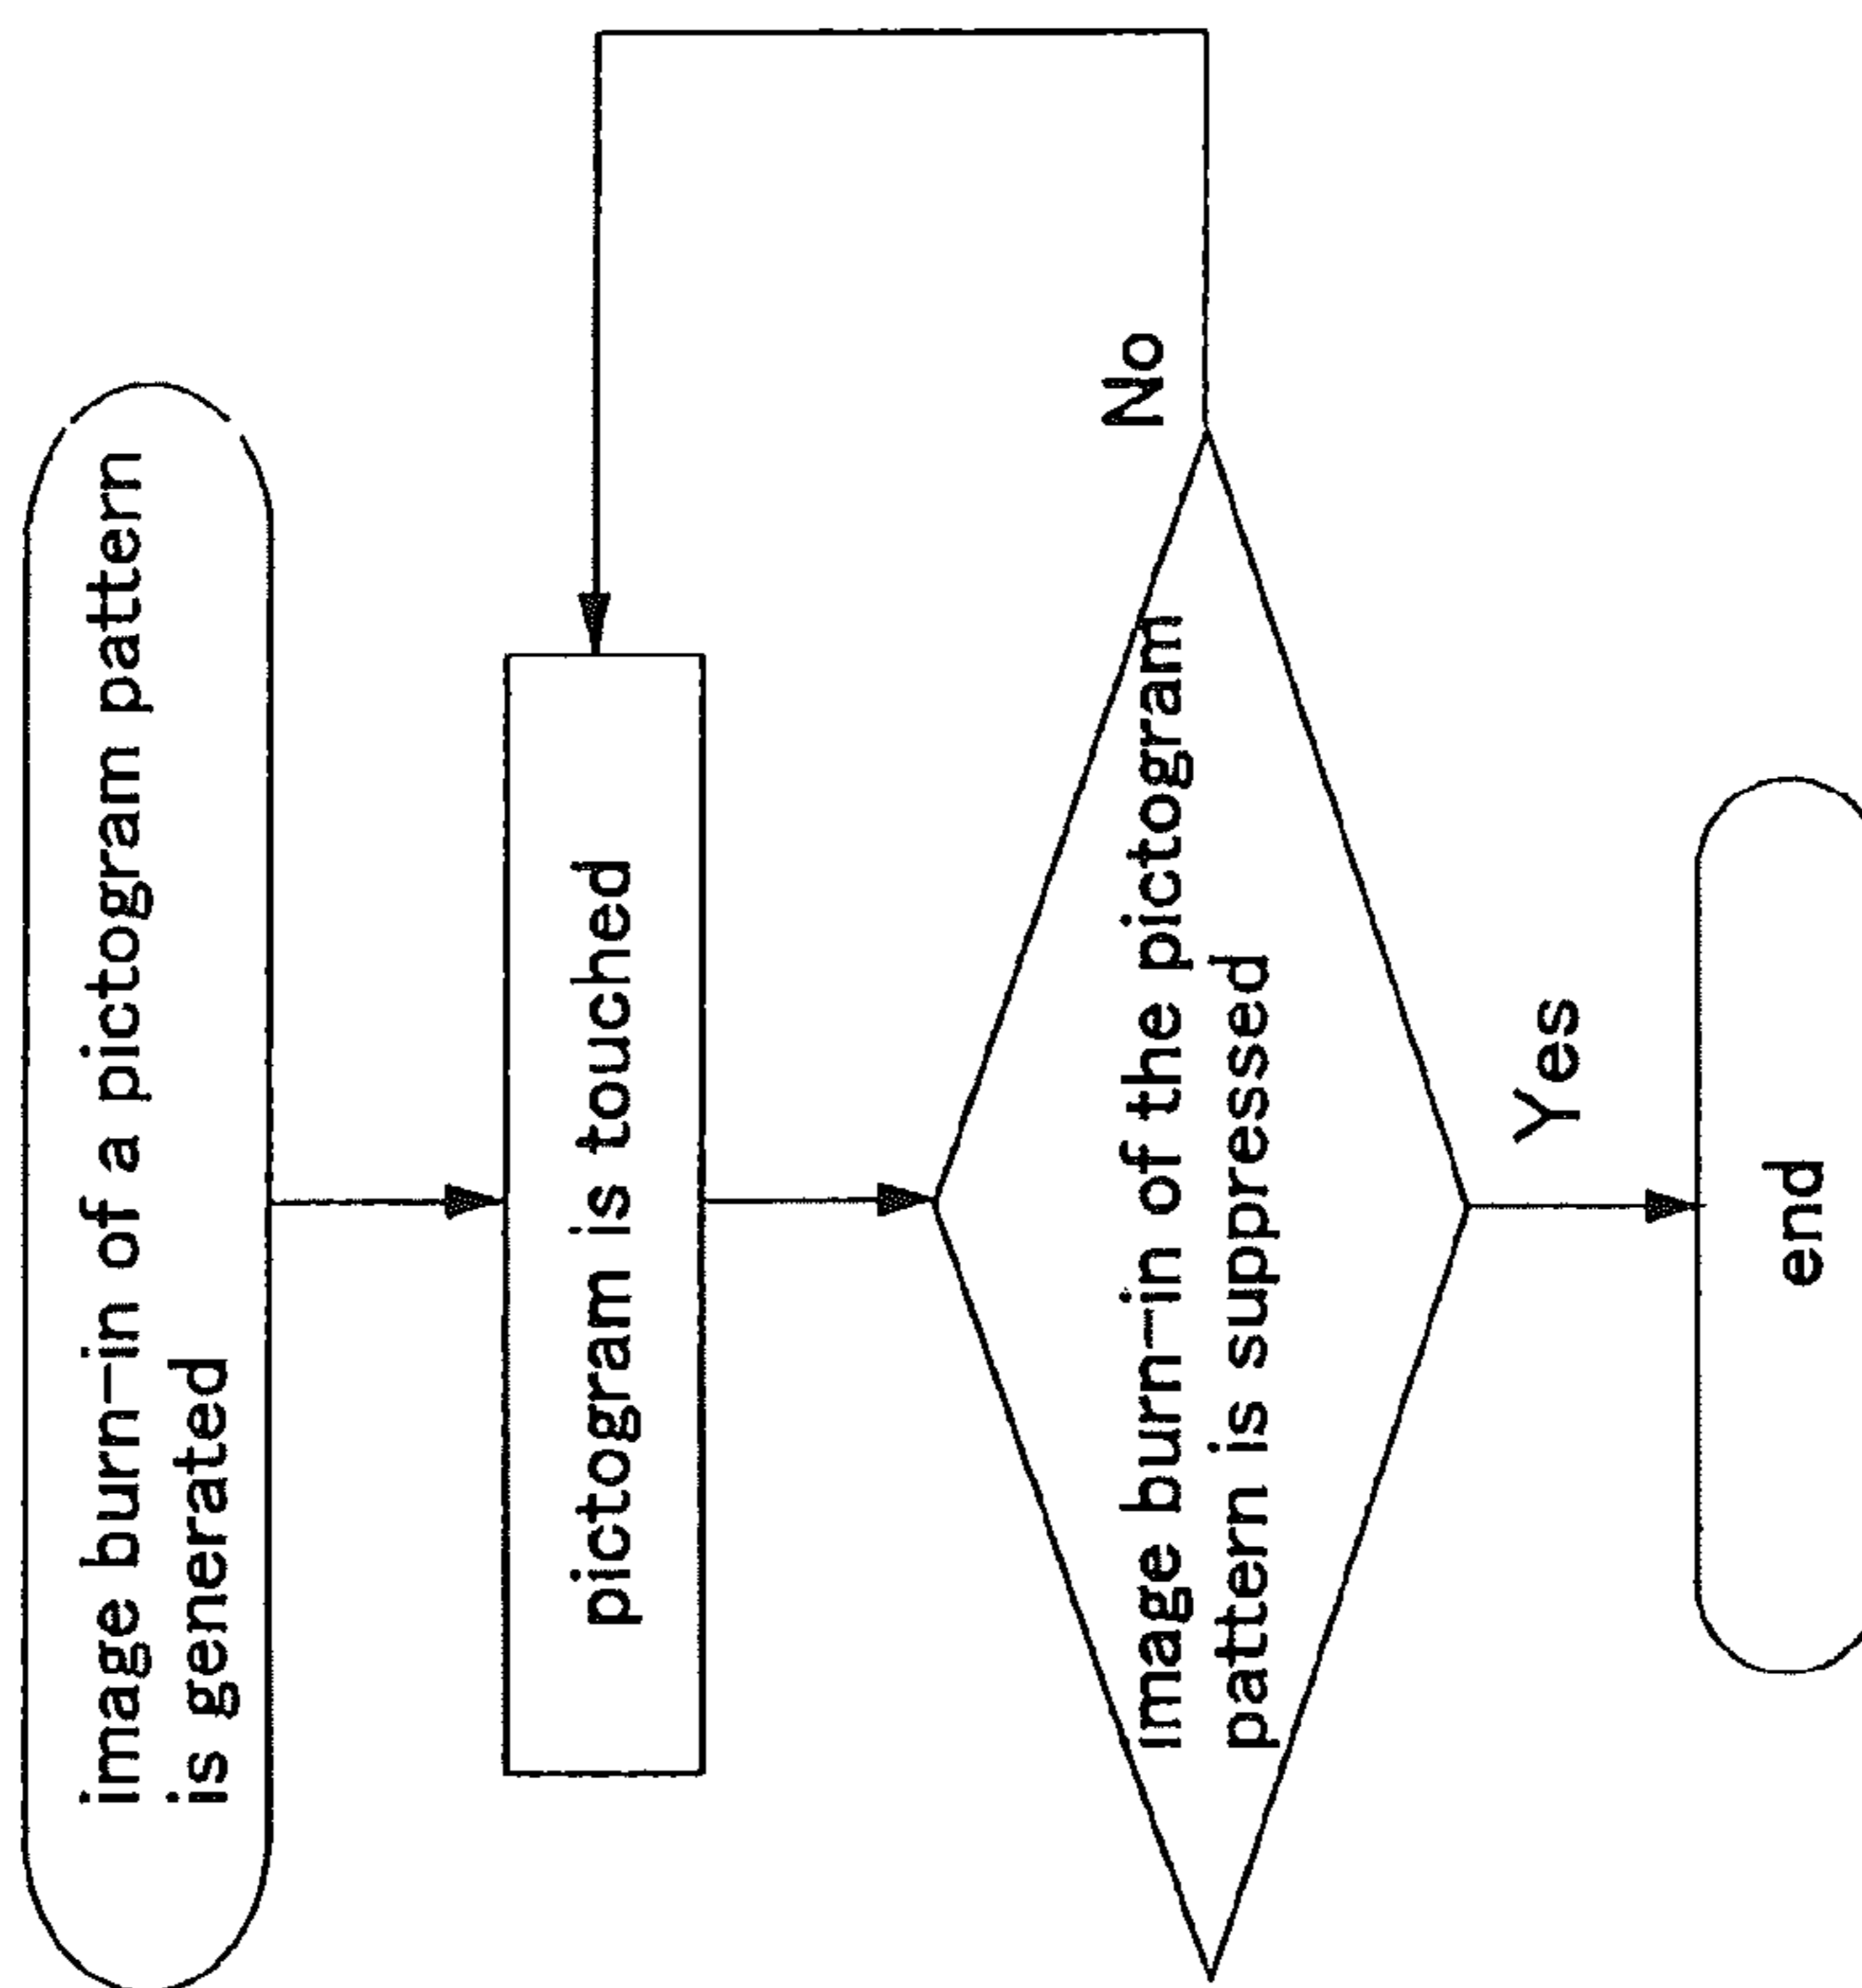 image burn-in of a pictogram pattern
is generated
pictogram is touched
image burn-in of the pictogram
pattern is suppressed
No
Yes
end